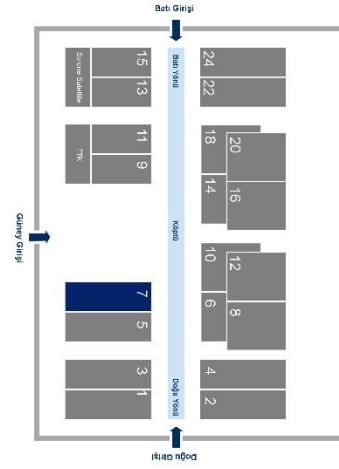 Batı Girişi
Batı Yönü
15
13
11
9
FTK
24
22
18
20
14
16
Köprü
Güney Girişi
10
12
6
8
7
5
3
1
4
2
Doğu Yönü
Doğu Girişi